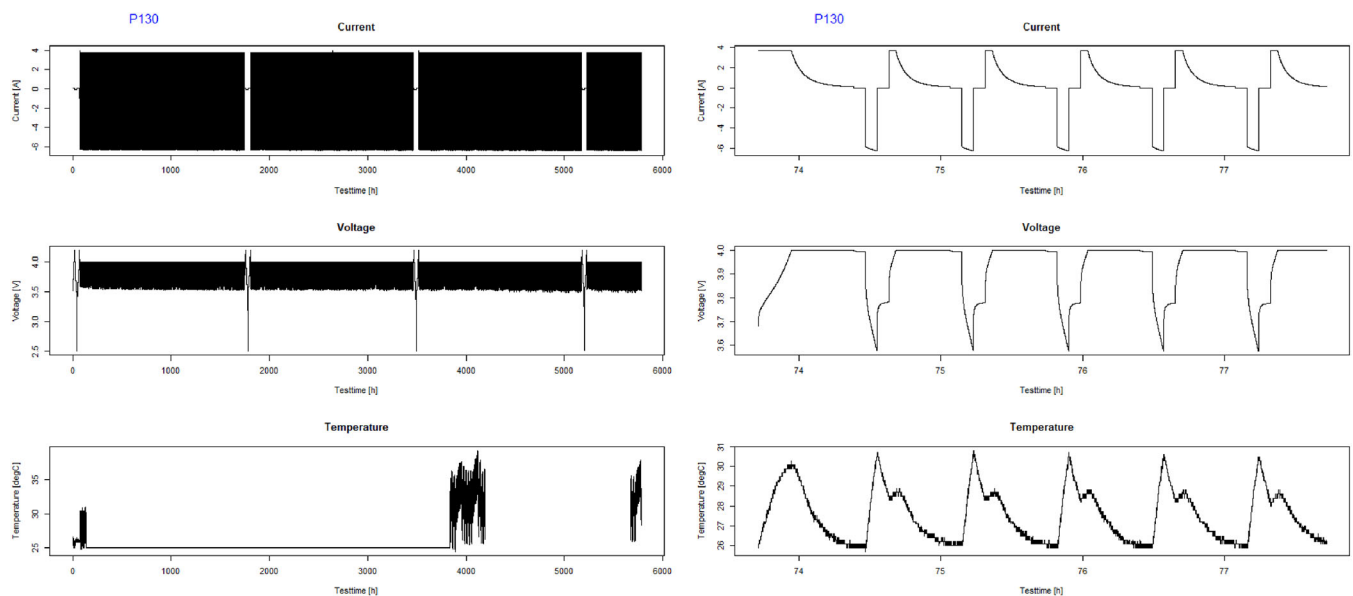 P130
Current
Current [A]
4
2
0
-2
-4
-6
0 1000 2000 3000 4000 5000 6000
Testtime [h]
Voltage
Voltage [V]
4.0
3.5
3.0
2.5
0 1000 2000 3000 4000 5000 6000
Testtime [h]
Temperature
Temperature [degC]
35
30
25
0 1000 2000 3000 4000 5000 6000
Testtime [h]
P130
Current
Current [A]
4
2
0
-2
-4
-6
74 75 76 77
Testtime [h]
Voltage
Voltage [V]
4.0
3.9
3.8
3.7
3.6
74 75 76 77
Testtime [h]
Temperature
Temperature [degC]
31
30
29
28
27
26
74 75 76 77
Testtime [h]